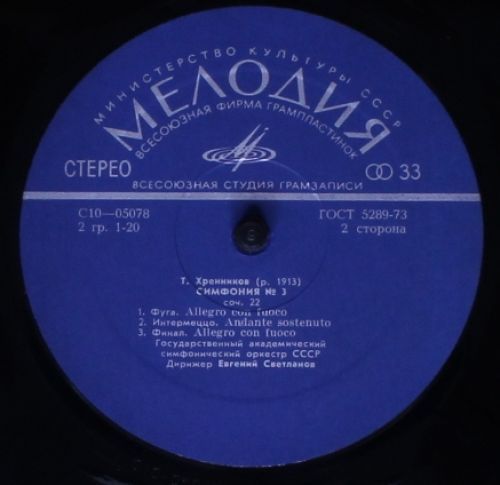 МИНИСТЕРСТВО КУЛЬТУРЫ СССР
МЕЛОДИЯ
ВСЕСОЮЗНАЯ ФИРМА ГРАМПЛАСТИНОК
СТЕРЕО
33
ВСЕСОЮЗНАЯ СТУДИЯ ГРАМЗАПИСИ
С10—05078
ГОСТ 5289-73
2 гр. 1-20
2 сторона
Т. Хренников (р. 1913)
СИМФОНИЯ № 3
соч. 22
1. Фуга. Allegro con fuoco
2. Интермеццо. Andante sostenuto
3. Финал. Allegro con fuoco
Государственный академический
симфонический оркестр СССР
Дирижер Евгений Светланов